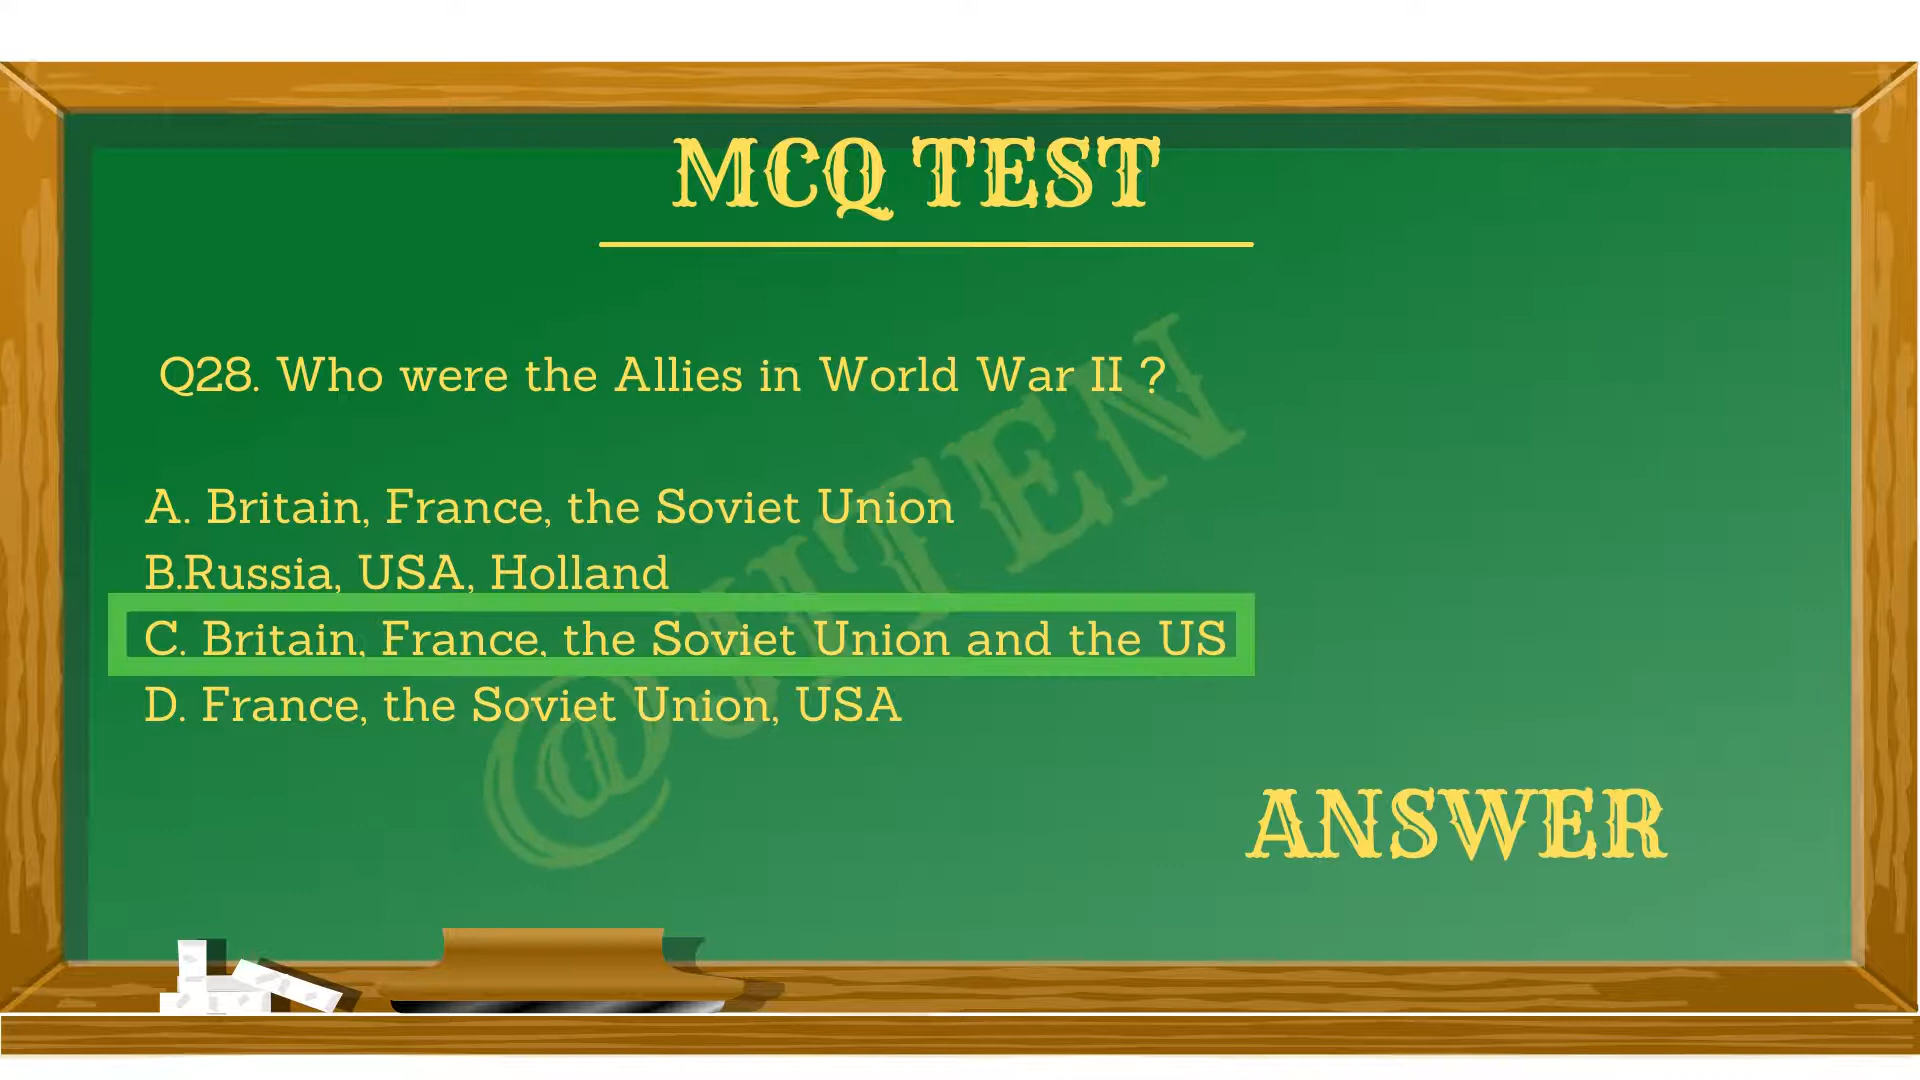 MCQ TEST
Q28. Who were the Allies in World War II ?
A. Britain, France, the Soviet Union
B.Russia, USA, Holland
C. Britain, France, the Soviet Union and the US
D. France, the Soviet Union, USA
@JITEN
ANSWER